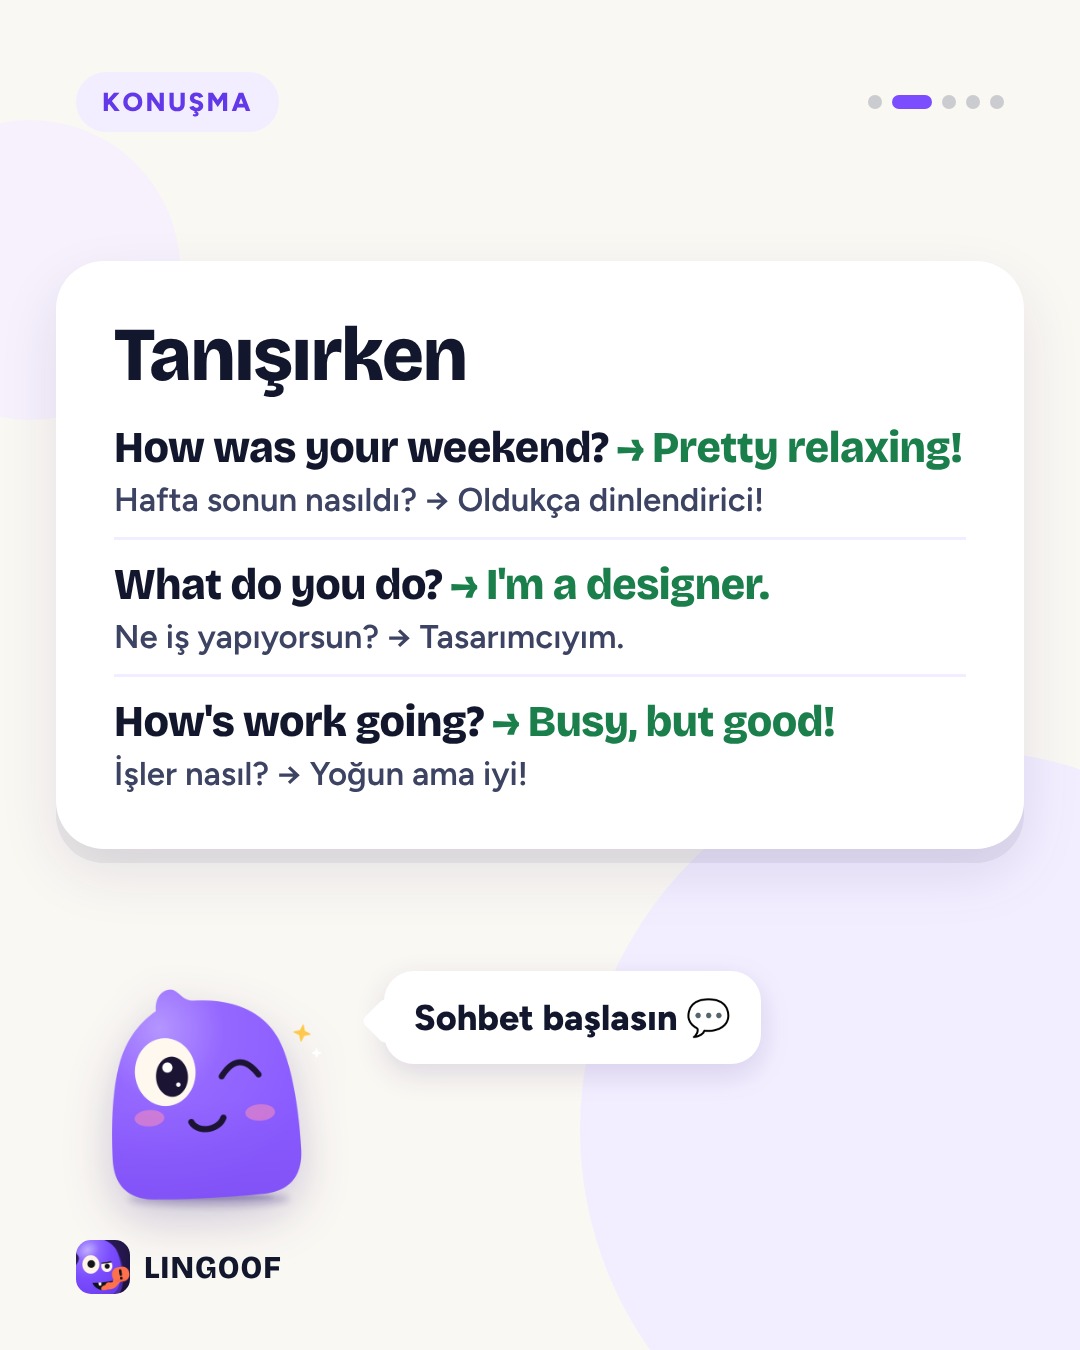 KONUŞMA
Tanışırken
How was your weekend? → Pretty relaxing!
Hafta sonun nasıldı? → Oldukça dinlendirici!
What do you do? → I'm a designer.
Ne iş yapıyorsun? → Tasarımcıyım.
How's work going? → Busy, but good!
İşler nasıl? → Yoğun ama iyi!
Sohbet başlasın 💬
LINGOOF